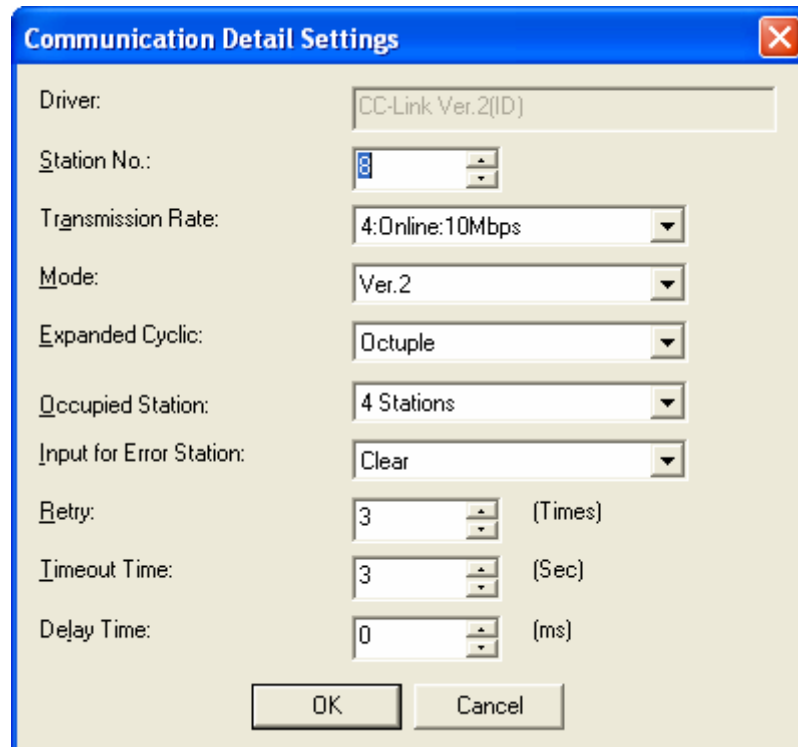 Communication Detail Settings
Driver: CC-Link Ver.2(ID)
Station No.: 8
Transmission Rate: 4:Online:10Mbps
Mode: Ver.2
Expanded Cyclic: Octuple
Occupied Station: 4 Stations
Input for Error Station: Clear
Retry: 3 (Times)
Timeout Time: 3 (Sec)
Delay Time: 0 (ms)
OK Cancel